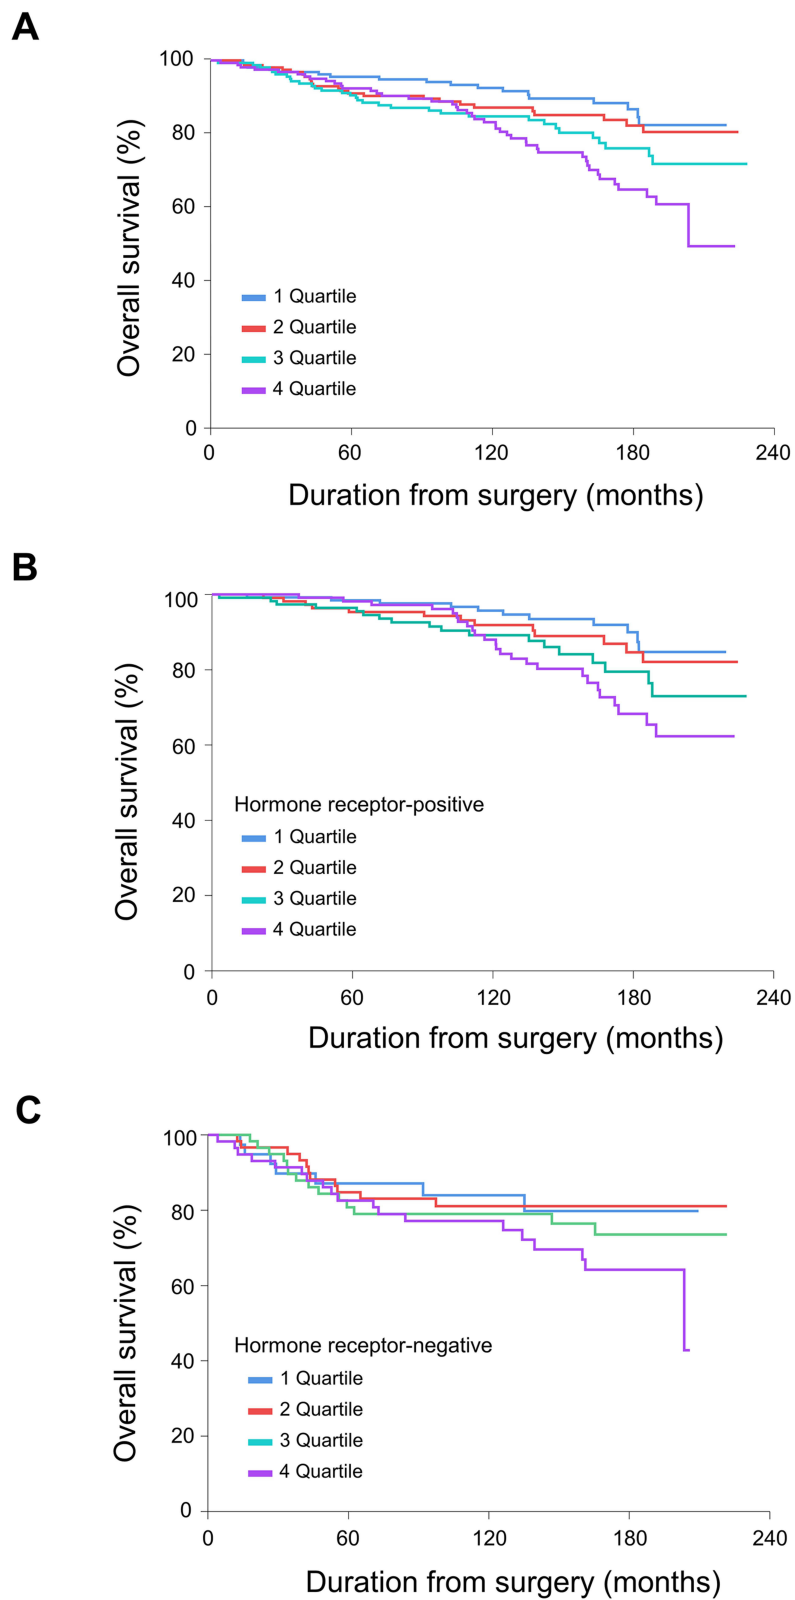 A
Overall survival (%)
100
80
60
40
20
0
1 Quartile
2 Quartile
3 Quartile
4 Quartile
0 60 120 180 240
Duration from surgery (months)
B
Overall survival (%)
100
80
60
40
20
0
Hormone receptor-positive
1 Quartile
2 Quartile
3 Quartile
4 Quartile
0 60 120 180 240
Duration from surgery (months)
C
Overall survival (%)
100
80
60
40
20
0
Hormone receptor-negative
1 Quartile
2 Quartile
3 Quartile
4 Quartile
0 60 120 180 240
Duration from surgery (months)